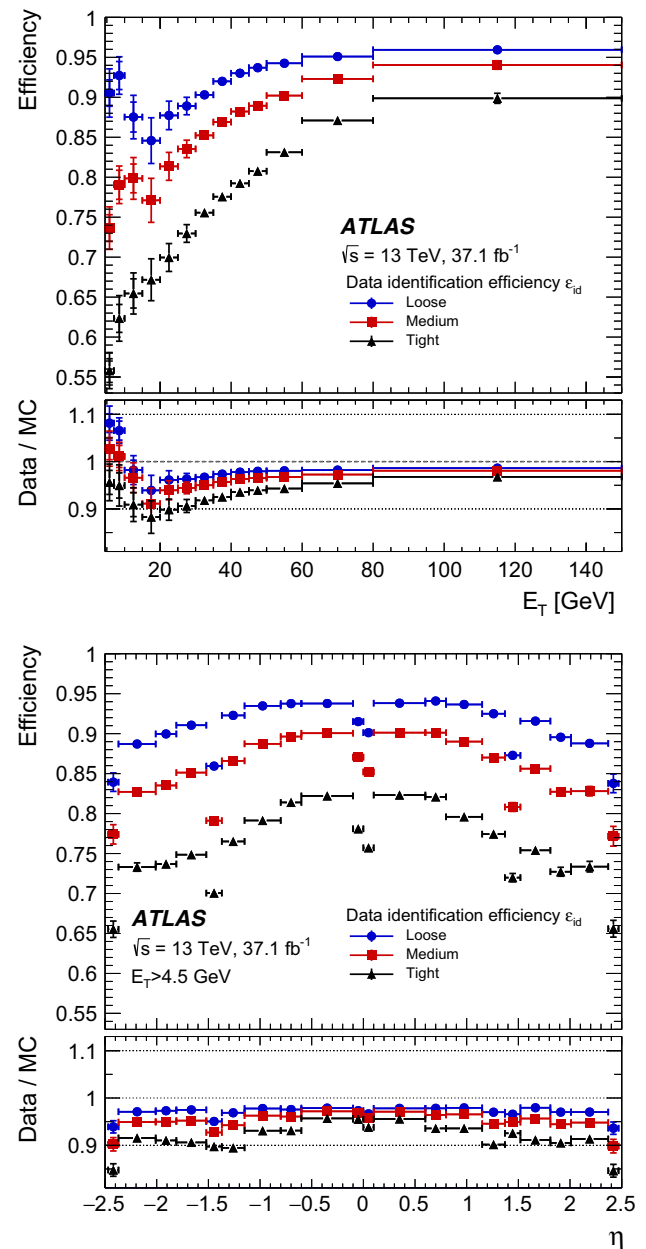 Efficiency
1
0.95
0.9
0.85
0.8
0.75
0.7
0.65
0.6
0.55
ATLAS
√s = 13 TeV, 37.1 fb⁻¹
Data identification efficiency ε_id
Loose
Medium
Tight
Data / MC
1.1
1
0.9
20 40 60 80 100 120 140
E_T [GeV]
Efficiency
1
0.95
0.9
0.85
0.8
0.75
0.7
0.65
0.6
0.55
ATLAS
√s = 13 TeV, 37.1 fb⁻¹
E_T>4.5 GeV
Data identification efficiency ε_id
Loose
Medium
Tight
Data / MC
1.1
1
0.9
−2.5 −2 −1.5 −1 −0.5 0 0.5 1 1.5 2 2.5
η